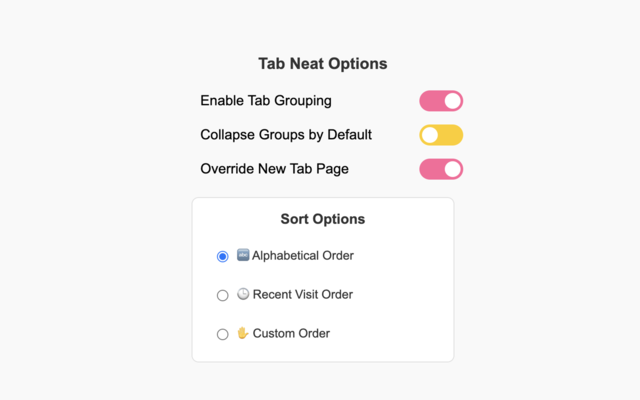 Tab Neat Options
Enable Tab Grouping
Collapse Groups by Default
Override New Tab Page
Sort Options
Alphabetical Order
Recent Visit Order
Custom Order